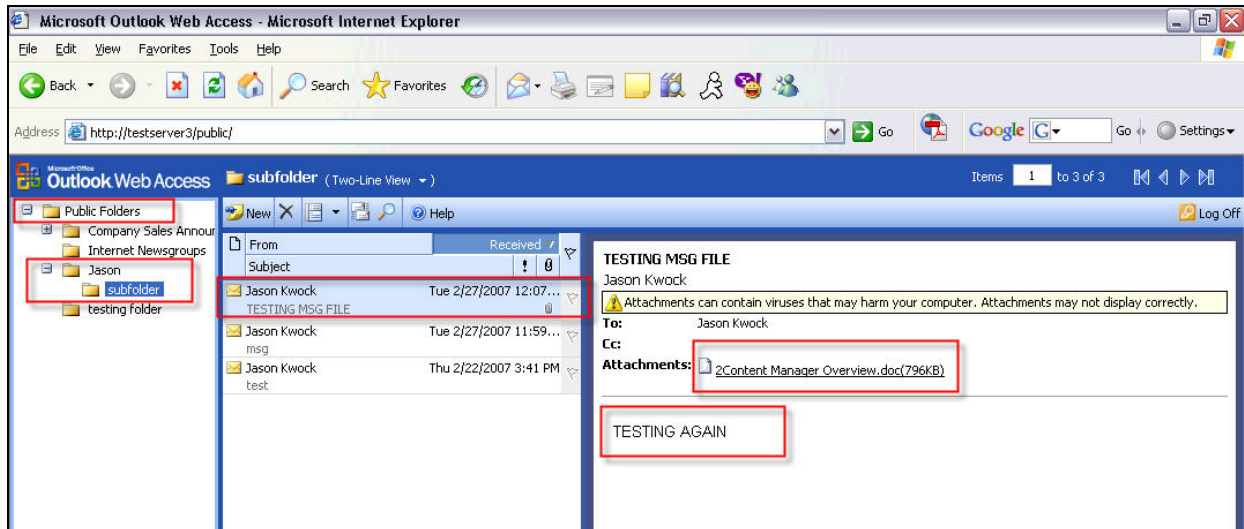 Microsoft Outlook Web Access - Microsoft Internet Explorer
File Edit View Favorites Tools Help
Back Search Favorites
Address http://testserver3/public/ Go Google G Go Settings
Microsoft Office
Outlook Web Access subfolder (Two-Line View ) Items 1 to 3 of 3
Public Folders
Company Sales Announ
Internet Newsgroups
Jason
subfolder
testing folder
New Help Log Off
From Received
Subject !
Jason Kwock Tue 2/27/2007 12:07...
TESTING MSG FILE
Jason Kwock Tue 2/27/2007 11:59...
msg
Jason Kwock Thu 2/22/2007 3:41 PM
test
TESTING MSG FILE
Jason Kwock
Attachments can contain viruses that may harm your computer. Attachments may not display correctly.
To: Jason Kwock
Cc:
Attachments: 2Content Manager Overview.doc(796KB)
TESTING AGAIN